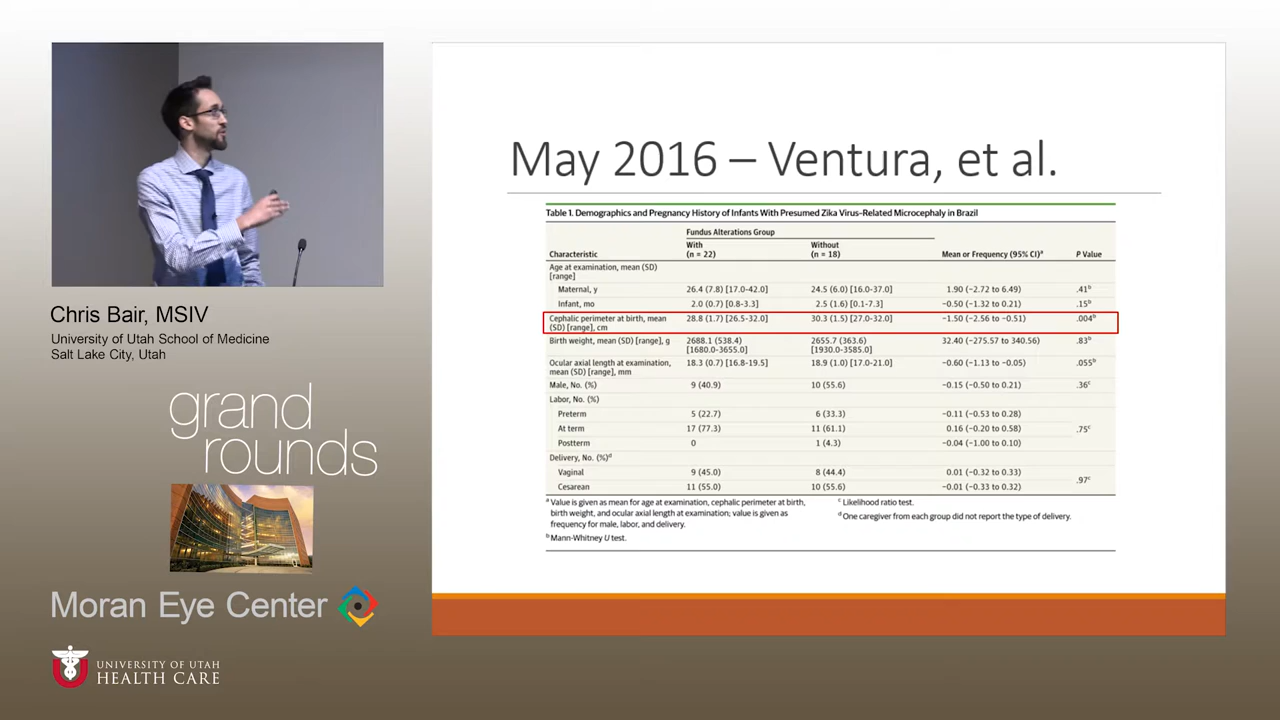 Chris Bair, MSIV
University of Utah School of Medicine
Salt Lake City, Utah
grand
rounds
Moran Eye Center
UNIVERSITY OF UTAH
HEALTH CARE
May 2016 – Ventura, et al.
Table 1. Demographics and Pregnancy History of Infants With Presumed Zika Virus–Related Microcephaly in Brazil
Fundus Alterations Group
Characteristic With (n = 22) Without (n = 18) Mean or Frequency (95% CI)ᵃ P Value
Age at examination, mean (SD)
[range]
Maternal, y 26.4 (7.8) [17.0-42.0] 24.5 (6.0) [16.0-37.0] 1.90 (−2.72 to 6.49) .41ᵇ
Infant, mo 2.0 (0.7) [0.8-3.3] 2.5 (1.6) [0.1-7.3] −0.50 (−1.32 to 0.21) .15ᵇ
Cephalic perimeter at birth, mean 28.8 (1.7) [26.5-32.0] 30.3 (1.5) [27.0-32.0] −1.50 (−2.56 to −0.51) .004ᵇ
(SD) [range], cm
Birth weight, mean (SD) [range], g 2688.1 (538.4) 2655.7 (363.6) 32.40 (−275.57 to 340.56) .83ᵇ
[1680.0-3655.0] [1930.0-3585.0]
Ocular axial length at examination, 18.3 (0.7) [16.8-19.5] 18.9 (1.0) [17.0-21.0] −0.60 (−1.13 to −0.05) .055ᵇ
mean (SD) [range], mm
Male, No. (%) 9 (40.9) 10 (55.6) −0.15 (−0.50 to 0.21) .36ᶜ
Labor, No. (%)
Preterm 5 (22.7) 6 (33.3) −0.11 (−0.53 to 0.28)
At term 17 (77.3) 11 (61.1) 0.16 (−0.20 to 0.58) .75ᶜ
Postterm 0 1 (4.3) −0.04 (−1.00 to 0.10)
Delivery, No. (%)ᵈ
Vaginal 9 (45.0) 8 (44.4) 0.01 (−0.32 to 0.33) .97ᶜ
Cesarean 11 (55.0) 10 (55.6) −0.01 (−0.33 to 0.32)
ᵃ Value is given as mean for age at examination, cephalic perimeter at birth,
birth weight, and ocular axial length at examination; value is given as
frequency for male, labor, and delivery.
ᵇ Mann-Whitney U test.
ᶜ Likelihood ratio test.
ᵈ One caregiver from each group did not report the type of delivery.